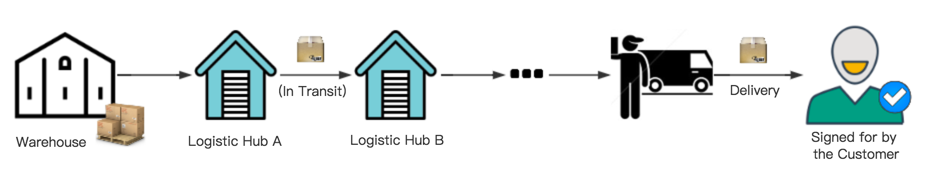 (In Transit)
Delivery
Warehouse
Logistic Hub A
Logistic Hub B
Signed for by
the Customer